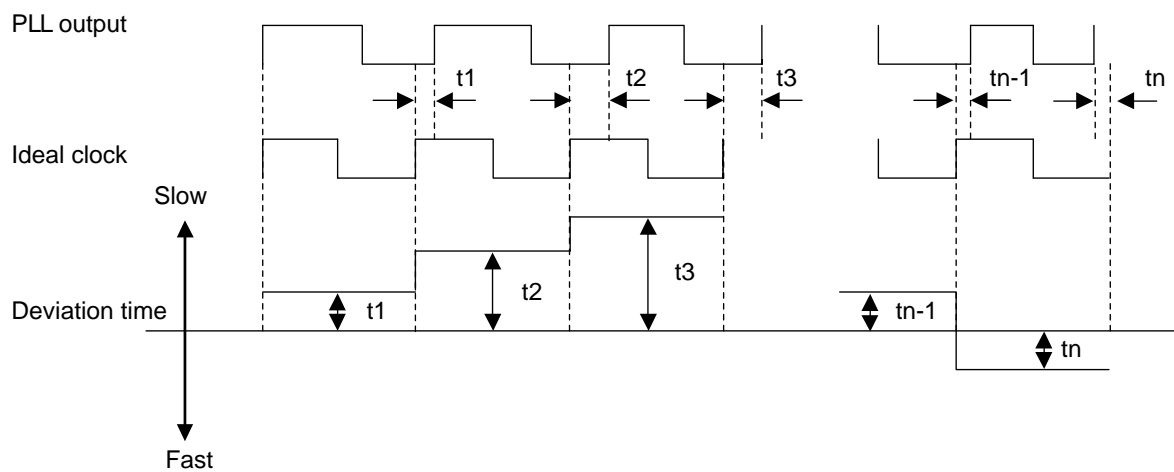 PLL output
t1
t2
t3
tn-1
tn
Ideal clock
Slow
Deviation time
t1
t2
t3
tn-1
tn
Fast